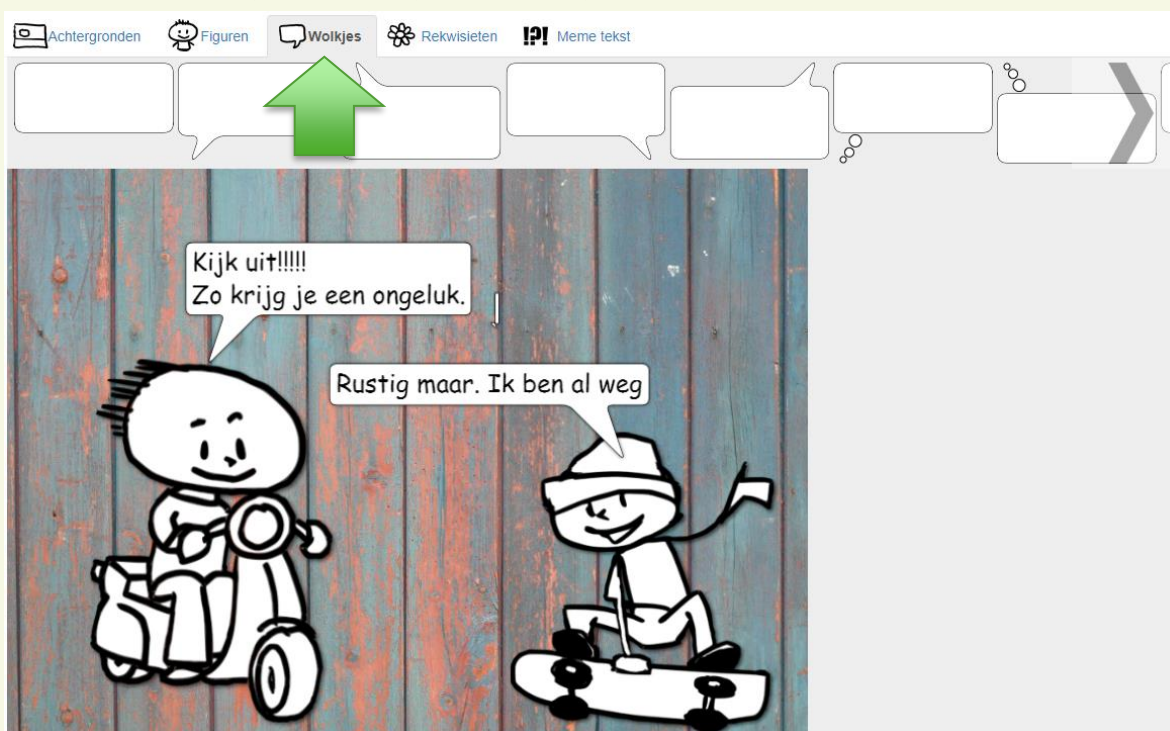 Achtergronden Figuren Wolkjes Rekwisieten !?! Meme tekst
Kijk uit!!!!!
Zo krijg je een ongeluk.
Rustig maar. Ik ben al weg